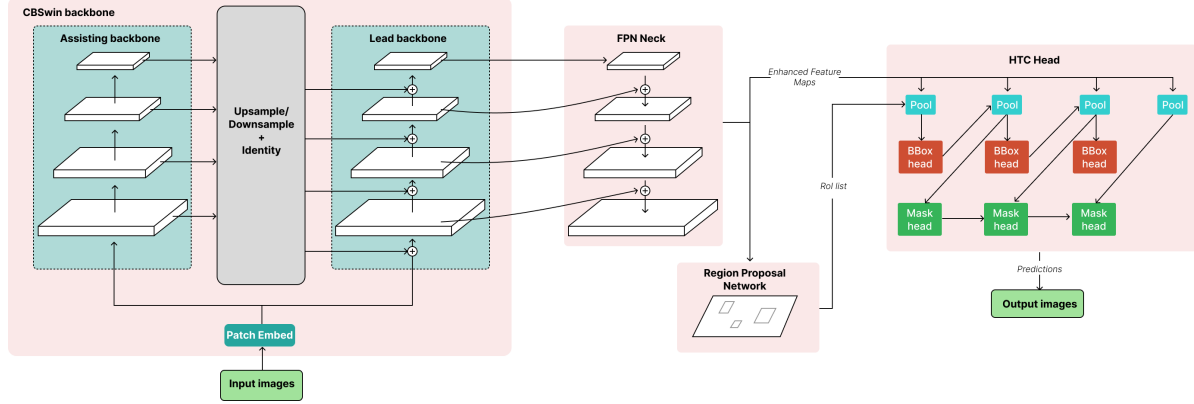 CBSwin backbone
Assisting backbone
Lead backbone
FPN Neck
HTC Head
Upsample/
Downsample
+
Identity
Enhanced Feature
Maps
Pool
Pool
Pool
Pool
BBox
head
BBox
head
BBox
head
RoI list
Mask
head
Mask
head
Mask
head
Region Proposal
Network
Predictions
Output images
Patch Embed
Input images